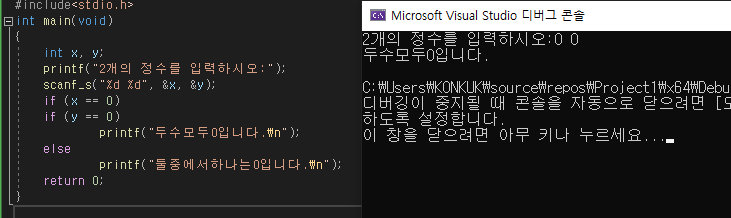 #include<stdio.h>
int main(void)
{
int x, y;
printf("2개의 정수를 입력하시오:");
scanf_s("%d %d", &x, &y);
if (x == 0)
if (y == 0)
printf("두수모두0입니다.₩n");
else
printf("둘중에서하나는0입니다.₩n");
return 0;
}
Microsoft Visual Studio 디버그 콘솔
2개의 정수를 입력하시오:0 0
두수모두0입니다.
C:₩Users₩KONKUK₩source₩repos₩Project1₩x64₩Debu
디버깅이 중지될 때 콘솔을 자동으로 닫으려면 [도
하도록 설정합니다.
이 창을 닫으려면 아무 키나 누르세요...